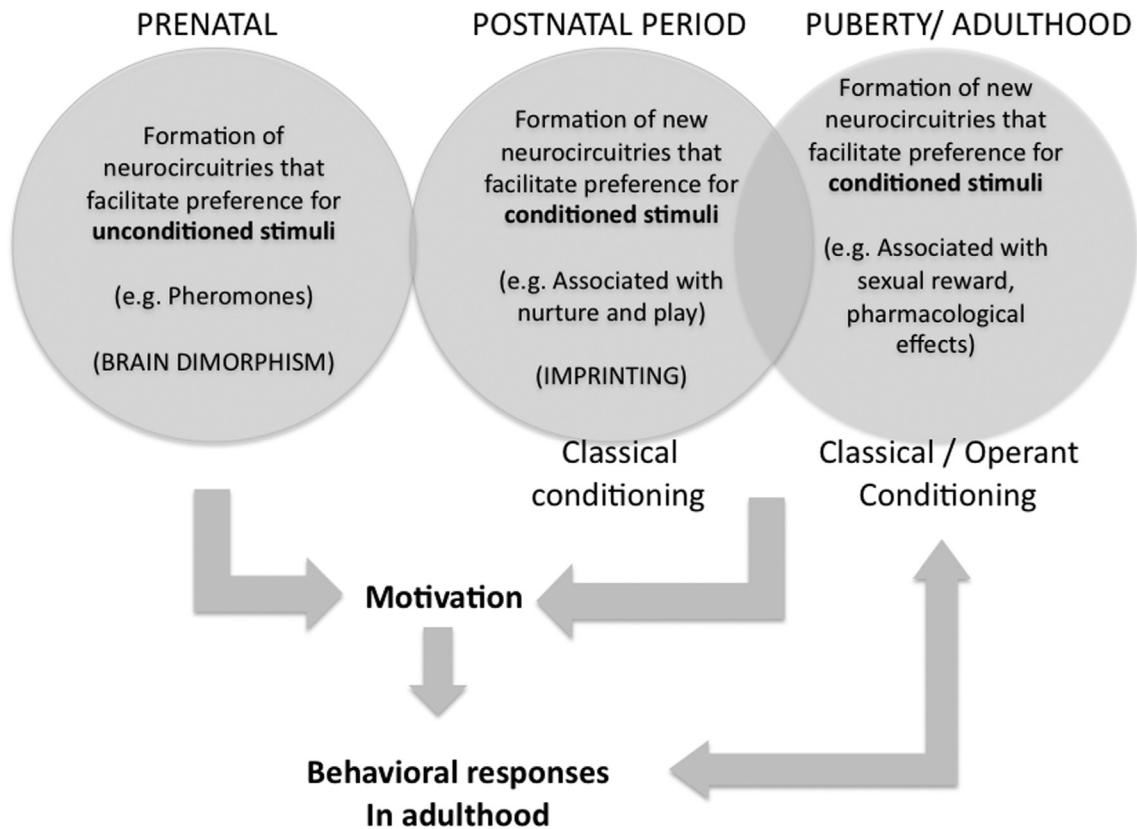 PRENATAL
Formation of
neurocircuitries that
facilitate preference for
unconditioned stimuli
(e.g. Pheromones)
(BRAIN DIMORPHISM)
POSTNATAL PERIOD
Formation of new
neurocircuitries that
facilitate preference for
conditioned stimuli
(e.g. Associated with
nurture and play)
(IMPRINTING)
Classical
conditioning
PUBERTY/ ADULTHOOD
Formation of new
neurocircuitries that
facilitate preference for
conditioned stimuli
(e.g. Associated with
sexual reward,
pharmacological
effects)
Classical / Operant
Conditioning
Motivation
Behavioral responses
In adulthood